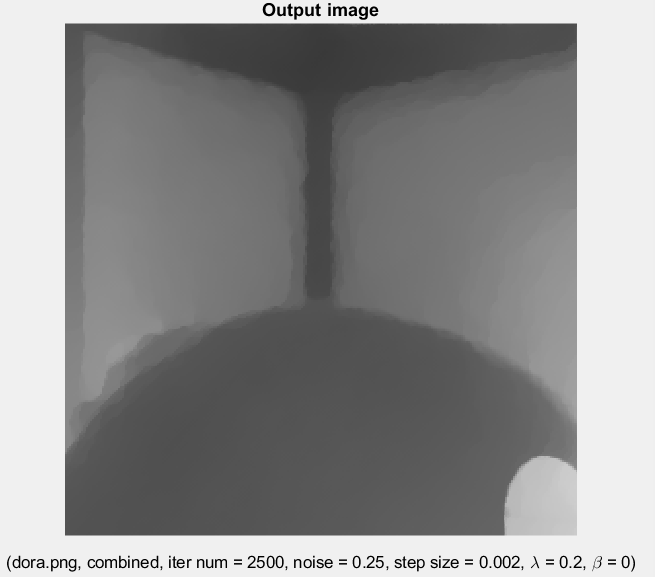 Output image
(dora.png, combined, iter num = 2500, noise = 0.25, step size = 0.002, λ = 0.2, β = 0)